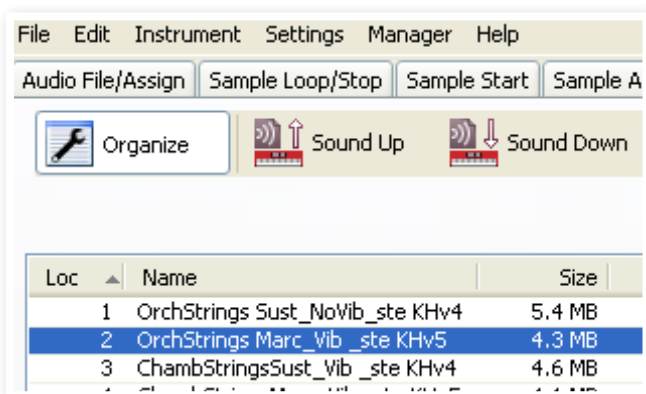 File Edit Instrument Settings Manager Help
Audio File/Assign Sample Loop/Stop Sample Start Sample A
Organize Sound Up Sound Down
Loc Name Size
1 OrchStrings Sust_NoVib_ste KHv4 5.4 MB
2 OrchStrings Marc_Vib _ste KHv5 4.3 MB
3 ChambStringsSust_Vib _ste KHv4 4.6 MB